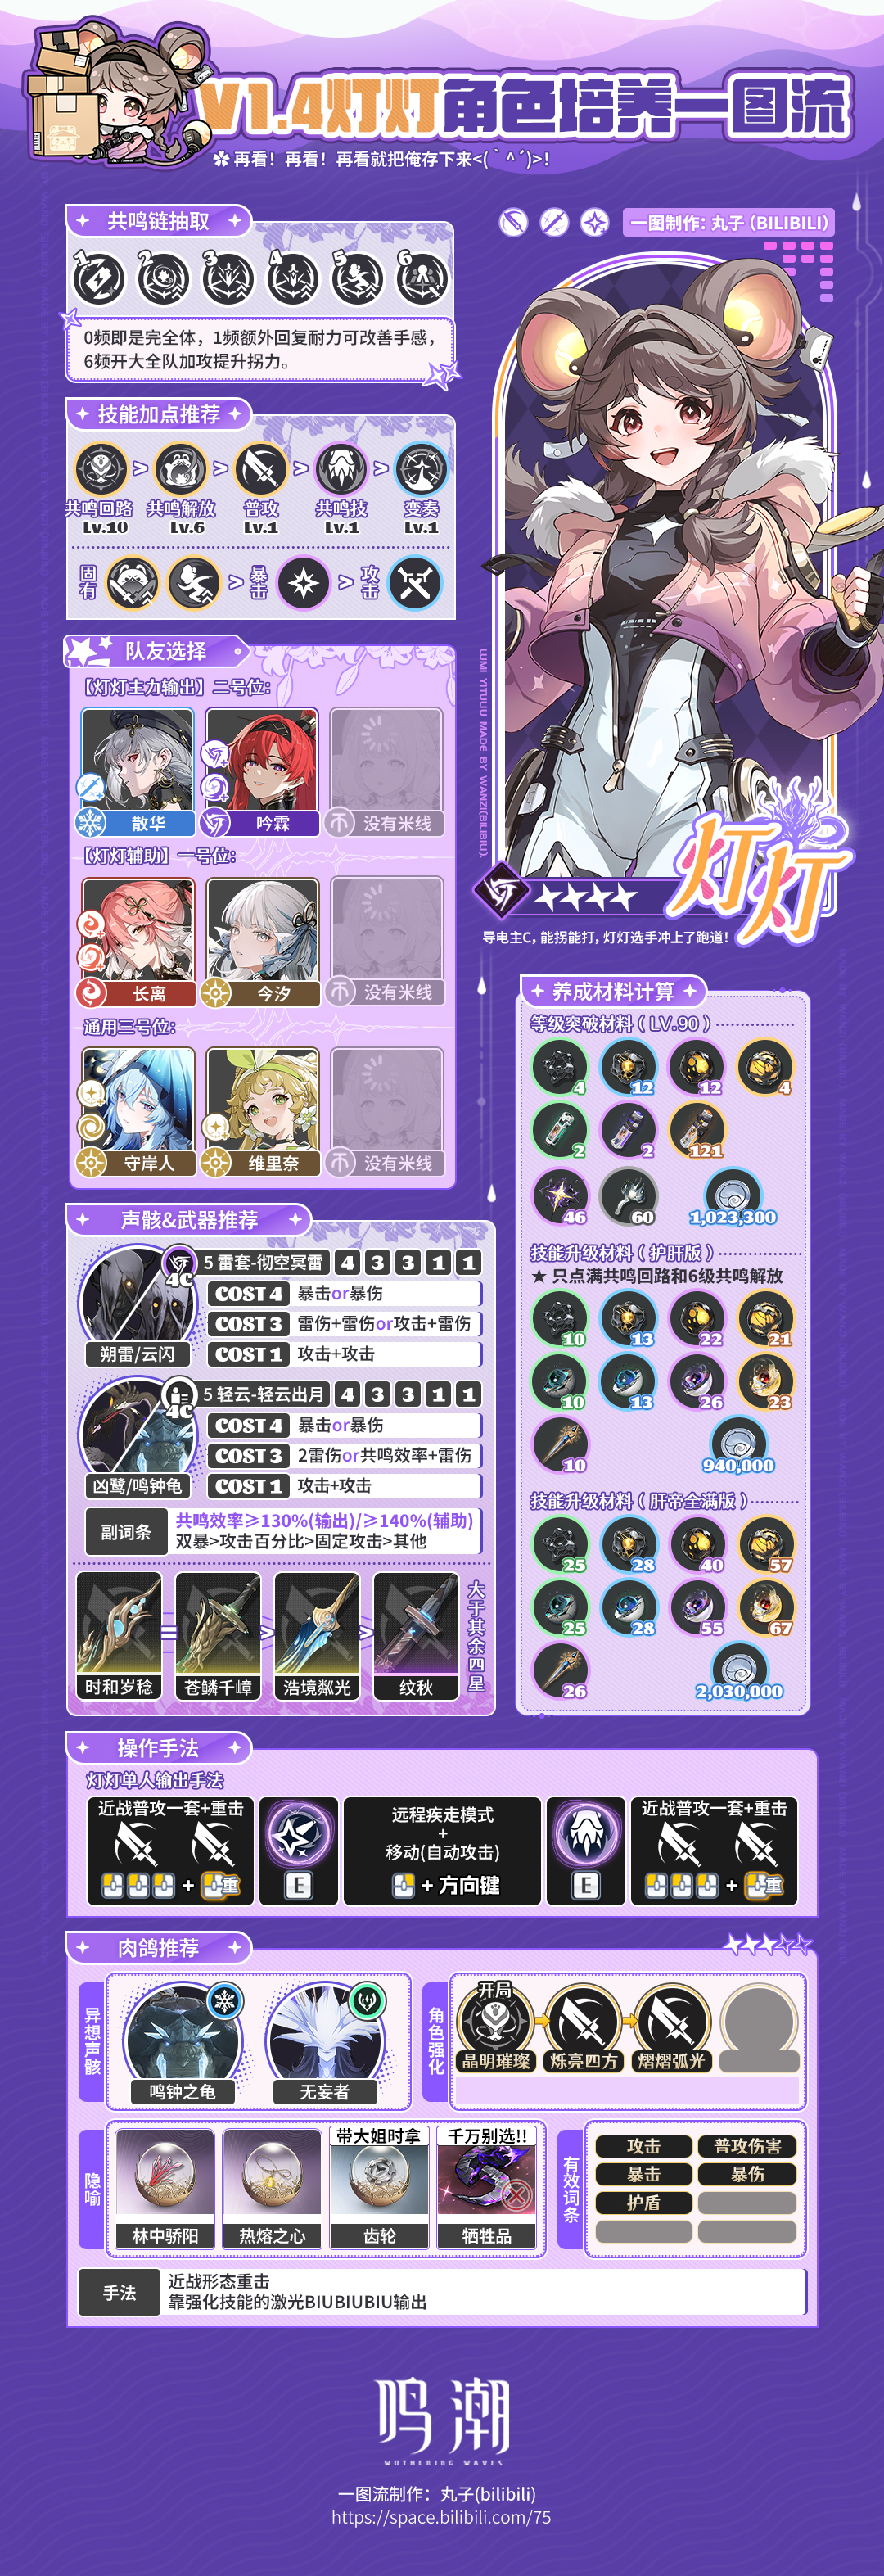 V1.4灯灯角色培养一图流
再看！再看！再看就把俺存下来<(｀^´)>！
共鸣链抽取
1 2 3 4 5 6
0频即是完全体，1频额外回复耐力可改善手感，
6频开大全队加攻提升拐力。
技能加点推荐
> > > >
共鸣回路 共鸣解放 普攻 共鸣技 变奏
Lv.10 Lv.6 Lv.1 Lv.1 Lv.1
固有 > 暴击 > 攻击
队友选择
【灯灯主力输出】二号位:
散华 吟霖 没有米线
【灯灯辅助】一号位:
长离 今汐 没有米线
通用三号位:
守岸人 维里奈 没有米线
一图制作: 丸子 (BILIBILI)
LUMI YITUUU MADE BY WANZI(BILIBIU).
灯灯
导电主C, 能拐能打, 灯灯选手冲上了跑道!
声骸&武器推荐
4C
5 雷套-彻空冥雷 4 3 3 1 1
COST 4 暴击or暴伤
COST 3 雷伤+雷伤or攻击+雷伤
COST 1 攻击+攻击
朔雷/云闪
4C
5 轻云-轻云出月 4 3 3 1 1
COST 4 暴击or暴伤
COST 3 2雷伤or共鸣效率+雷伤
COST 1 攻击+攻击
凶鹭/鸣钟龟
副词条
共鸣效率≥130%(输出)/≥140%(辅助)
双暴>攻击百分比>固定攻击>其他
= > >
时和岁稔 苍鳞千嶂 浩境粼光 纹秋
大于其余四星
养成材料计算
等级突破材料 ( LV.90 )
4 12 12 4
2 2 121
46 60 1,023,300
技能升级材料 ( 护肝版 )
★ 只点满共鸣回路和6级共鸣解放
10 13 22 21
10 13 26 23
10 940,000
技能升级材料 ( 肝帝全满版 )
25 28 40 57
25 28 55 67
26 2,030,000
操作手法
灯灯单人输出手法
近战普攻一套+重击
+ 重
E
远程疾走模式
+
移动(自动攻击)
+ 方向键
E
近战普攻一套+重击
+ 重
肉鸽推荐
异想声骸
鸣钟之龟 无妄者
角色强化
开局
晶明璀璨 烁亮四方 熠熠弧光
隐喻
带大姐时拿 千万别选!!
林中骄阳 热熔之心 齿轮 牺牲品
有效词条
攻击 普攻伤害
暴击 暴伤
护盾
手法
近战形态重击
靠强化技能的激光BIUBIUBIU输出
鸣潮
WUTHERING WAVES
一图流制作：丸子(bilibili)
https://space.bilibili.com/75